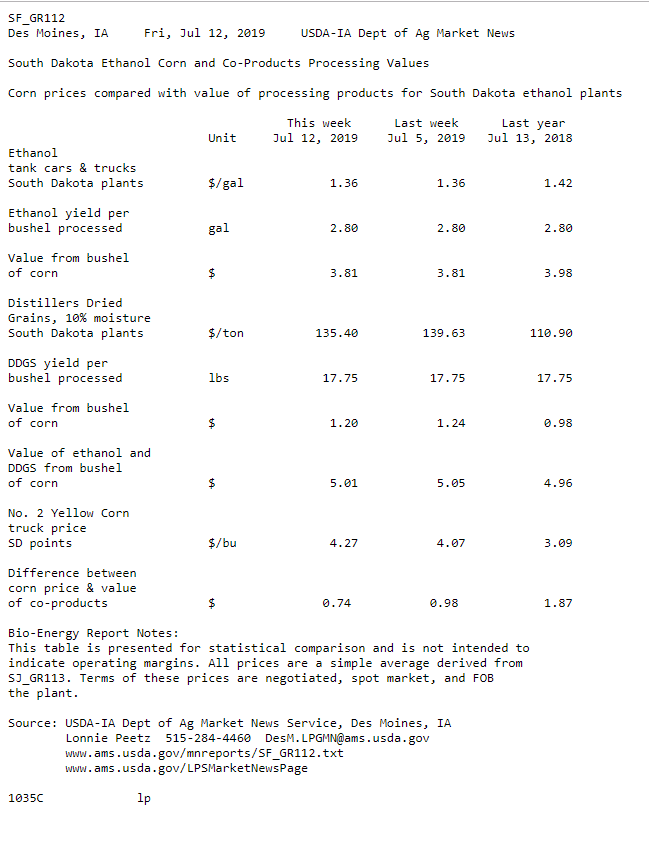 SF_GR112
Des Moines, IA     Fri, Jul 12, 2019     USDA-IA Dept of Ag Market News
South Dakota Ethanol Corn and Co-Products Processing Values
Corn prices compared with value of processing products for South Dakota ethanol plants
This week     Last week     Last year
Unit     Jul 12, 2019     Jul 5, 2019     Jul 13, 2018
Ethanol
tank cars & trucks
South Dakota plants     $/gal     1.36     1.36     1.42
Ethanol yield per
bushel processed     gal     2.80     2.80     2.80
Value from bushel
of corn     $     3.81     3.81     3.98
Distillers Dried
Grains, 10% moisture
South Dakota plants     $/ton     135.40     139.63     110.90
DDGS yield per
bushel processed     lbs     17.75     17.75     17.75
Value from bushel
of corn     $     1.20     1.24     0.98
Value of ethanol and
DDGS from bushel
of corn     $     5.01     5.05     4.96
No. 2 Yellow Corn
truck price
SD points     $/bu     4.27     4.07     3.09
Difference between
corn price & value
of co-products     $     0.74     0.98     1.87
Bio-Energy Report Notes:
This table is presented for statistical comparison and is not intended to
indicate operating margins. All prices are a simple average derived from
SJ_GR113. Terms of these prices are negotiated, spot market, and FOB
the plant.
Source: USDA-IA Dept of Ag Market News Service, Des Moines, IA
Lonnie Peetz  515-284-4460  DesM.LPGMN@ams.usda.gov
www.ams.usda.gov/mnreports/SF_GR112.txt
www.ams.usda.gov/LPSMarketNewsPage
1035C     lp